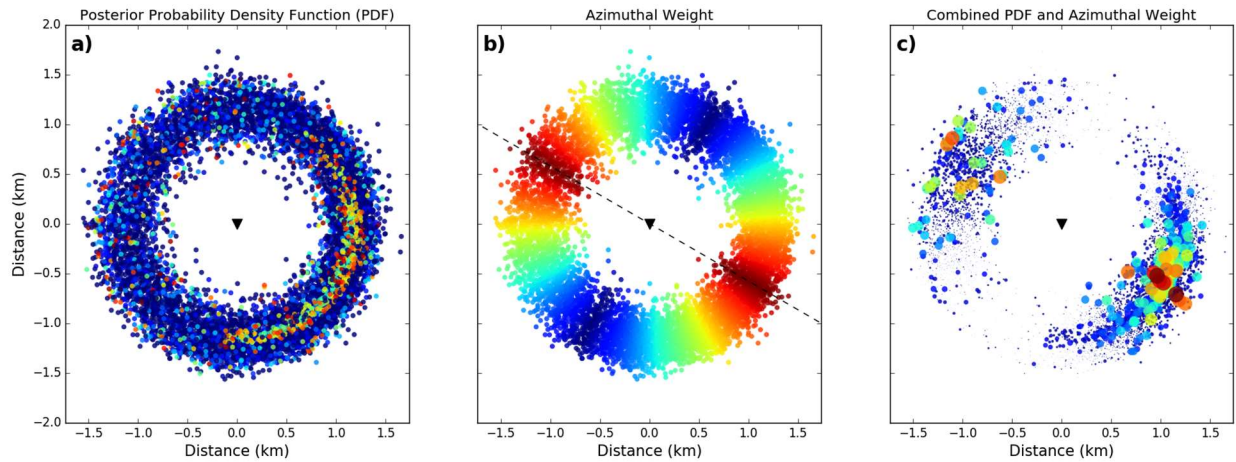 Posterior Probability Density Function (PDF)
Azimuthal Weight
Combined PDF and Azimuthal Weight
a)
b)
c)
2.0
1.5
1.0
0.5
0.0
−0.5
−1.0
−1.5
−2.0
Distance (km)
−1.5 −1.0 −0.5 0.0 0.5 1.0 1.5
−1.5 −1.0 −0.5 0.0 0.5 1.0 1.5
−1.5 −1.0 −0.5 0.0 0.5 1.0 1.5
Distance (km)
Distance (km)
Distance (km)